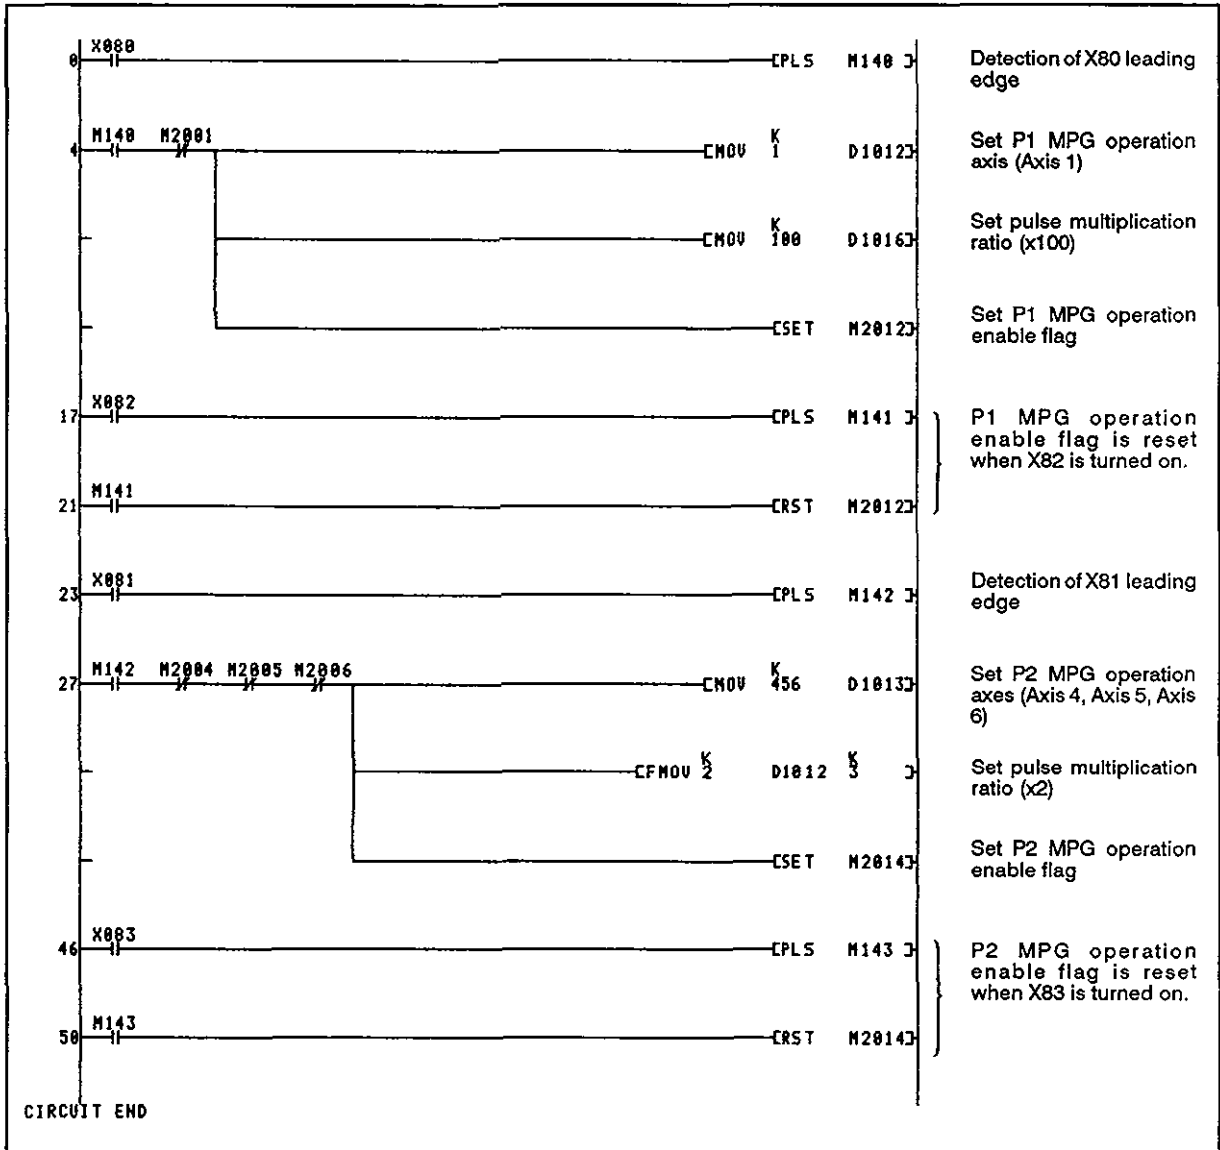 X080
0 [PLS M140 ]
Detection of X80 leading
edge
M140 M2001
4 [MOV K 1 D1012]
Set P1 MPG operation
axis (Axis 1)
[MOV K 100 D1016]
Set pulse multiplication
ratio (x100)
[SET M2012]
Set P1 MPG operation
enable flag
X082
17 [PLS M141 ]
P1 MPG operation
enable flag is reset
when X82 is turned on.
M141
21 [RST M2012]
X081
23 [PLS M142 ]
Detection of X81 leading
edge
M142 M2004 M2005 M2006
27 [MOV K 456 D1013]
Set P2 MPG operation
axes (Axis 4, Axis 5, Axis
6)
[FMOV K 2 D1012 K 3 ]
Set pulse multiplication
ratio (x2)
[SET M2014]
Set P2 MPG operation
enable flag
X083
46 [PLS M143 ]
P2 MPG operation
enable flag is reset
when X83 is turned on.
M143
50 [RST M2014]
CIRCUIT END